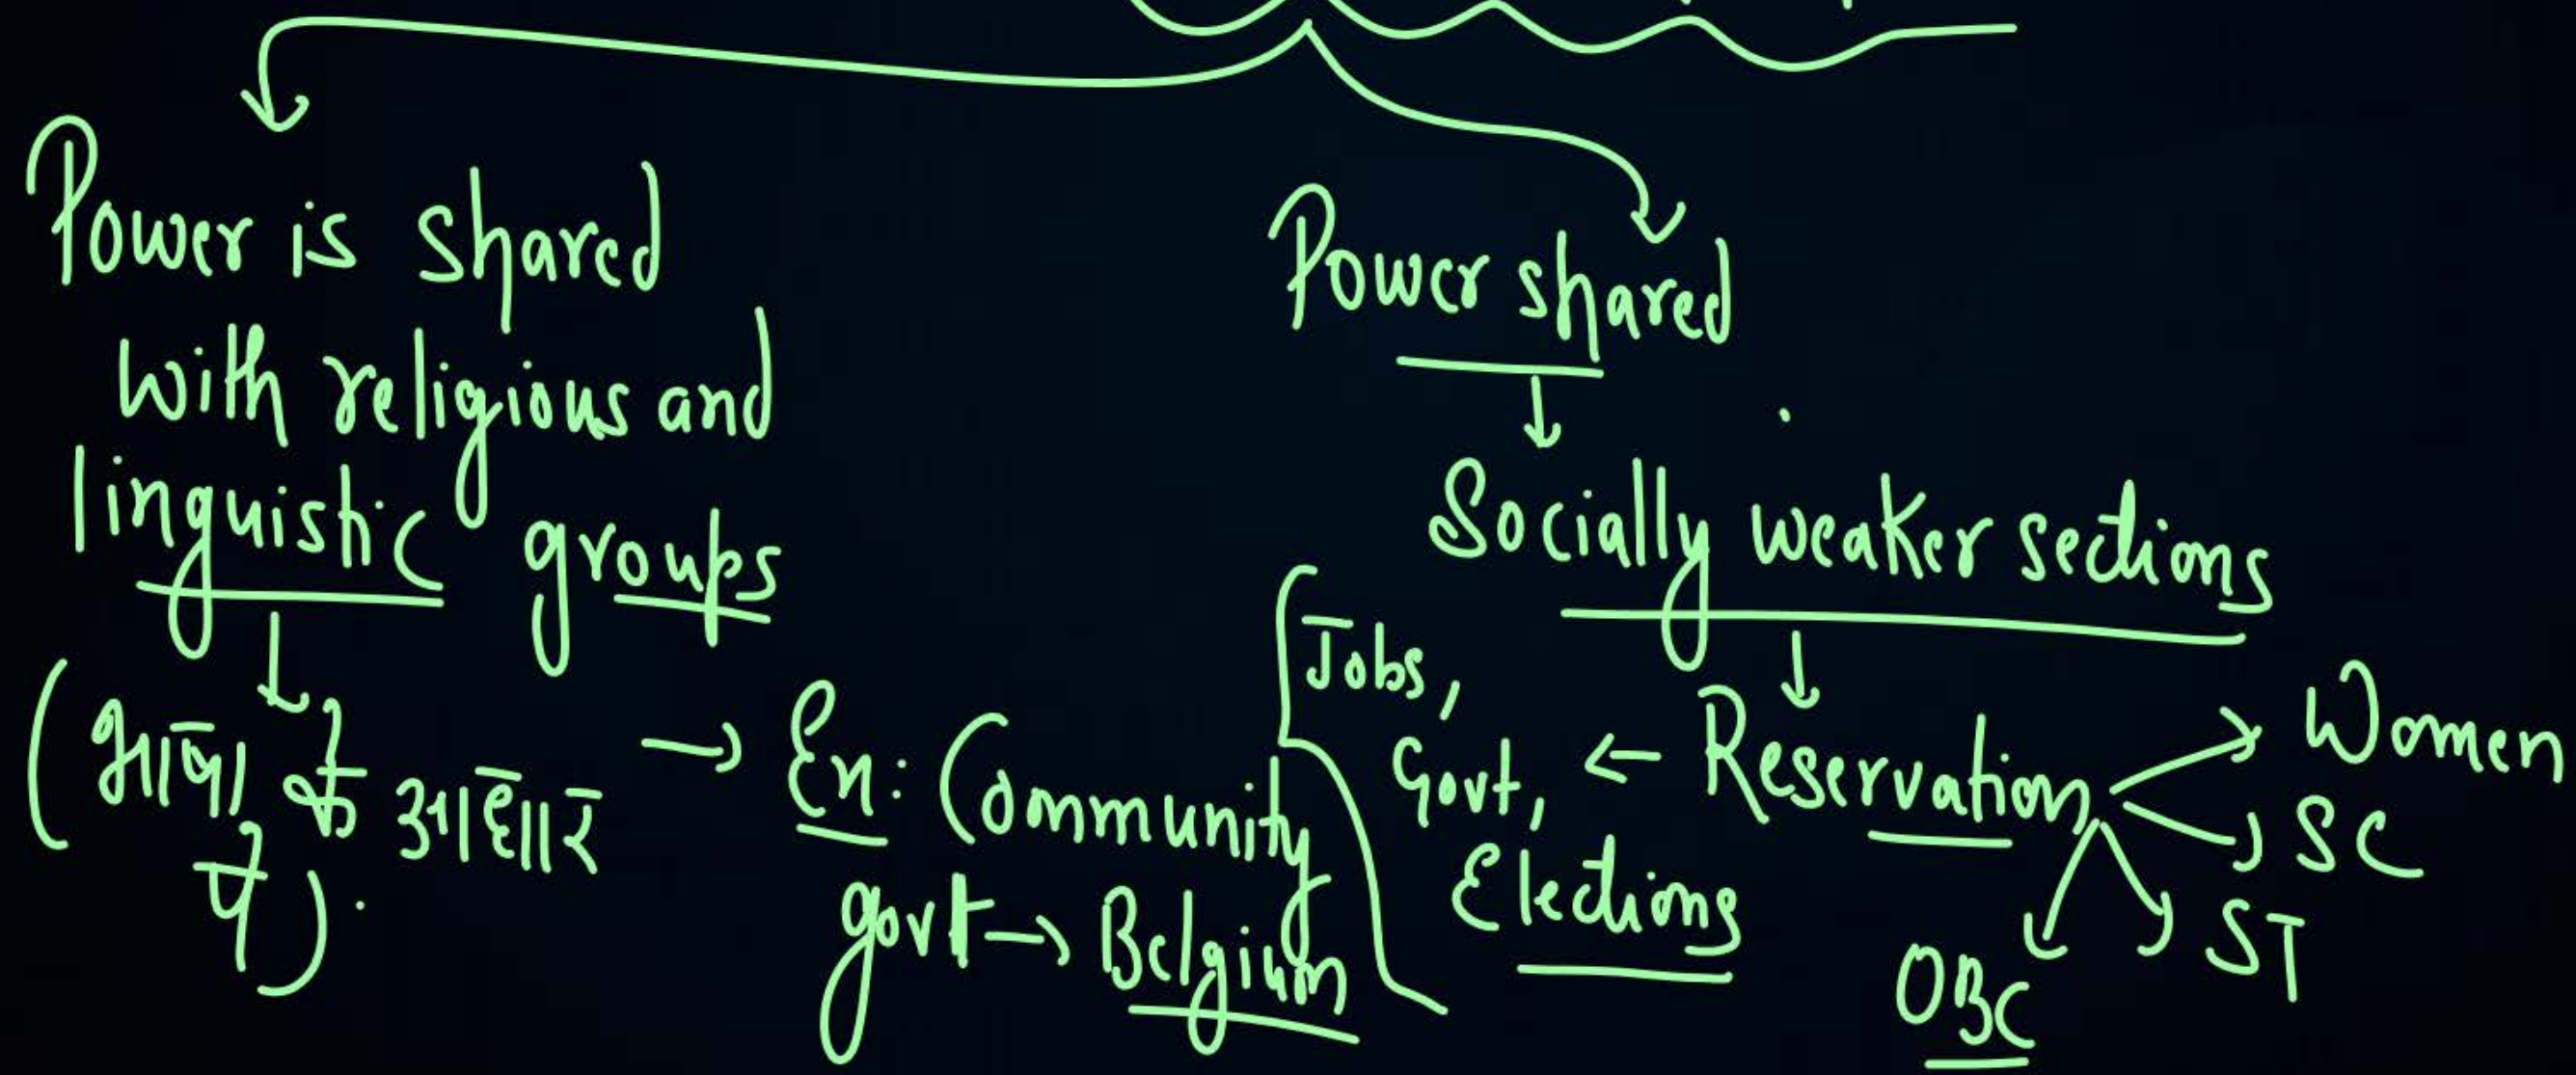 Power is shared
with religious and
linguistic groups
(भाषा के आधार
पे).
→ Ex: Community
govt → Belgium
Power shared
↓
Socially weaker sections
↓
Jobs,
Govt, ← Reservation
Elections
Women
SC
ST
OBC